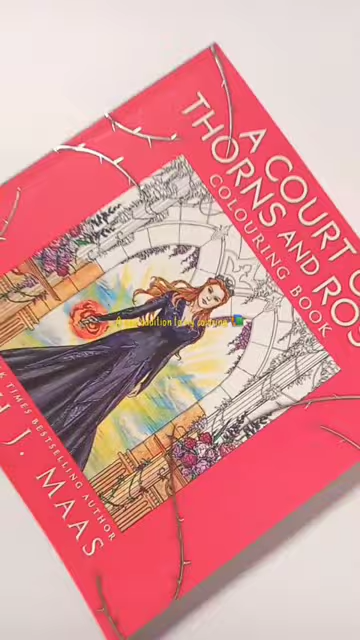 A COURT O
THORNS AND ROS
COLOURING BOOK
TIMES BESTSELLING AUTHOR
J. MAAS